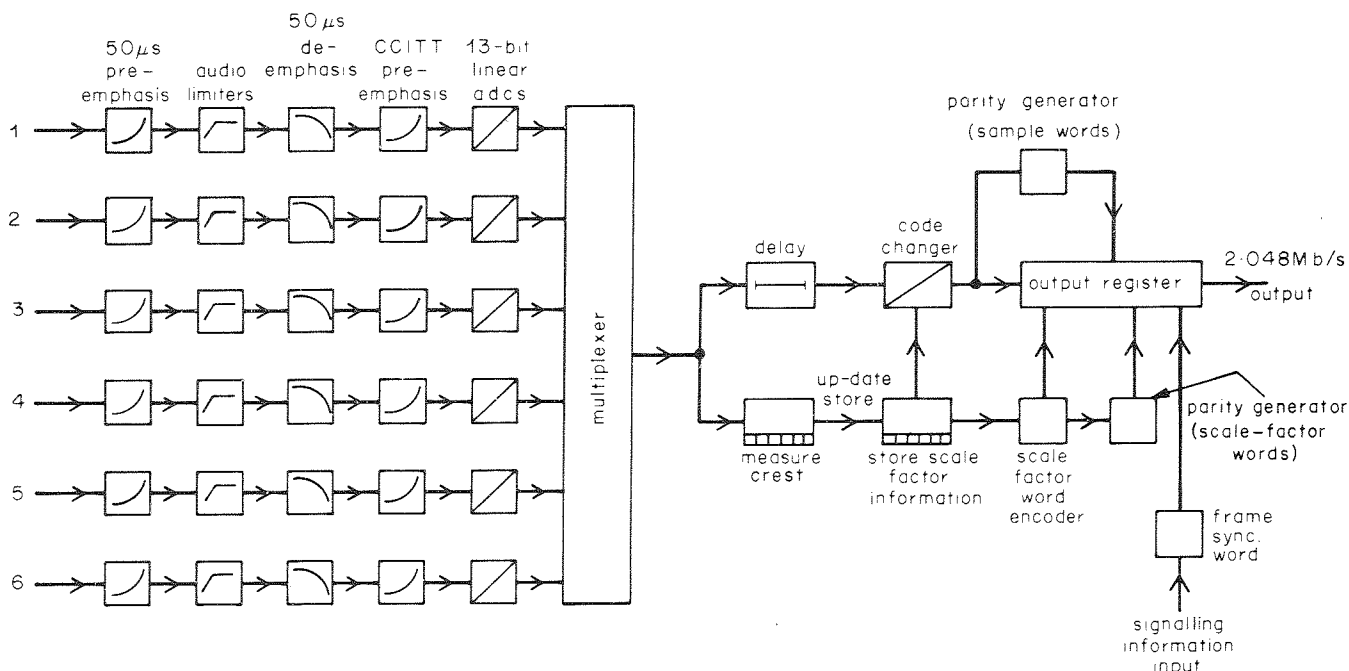 50μs
pre-
emphasis
audio
limiters
50μs
de-
emphasis
CCITT
pre-
emphasis
13-bit
linear
adcs
1
2
3
4
5
6
multiplexer
delay
code
changer
parity generator
(sample words)
output register
2·048Mb/s
output
measure
crest
up-date
store
store scale
factor
information
scale
factor
word
encoder
parity generator
(scale-factor
words)
frame
sync.
word
signalling
information
input